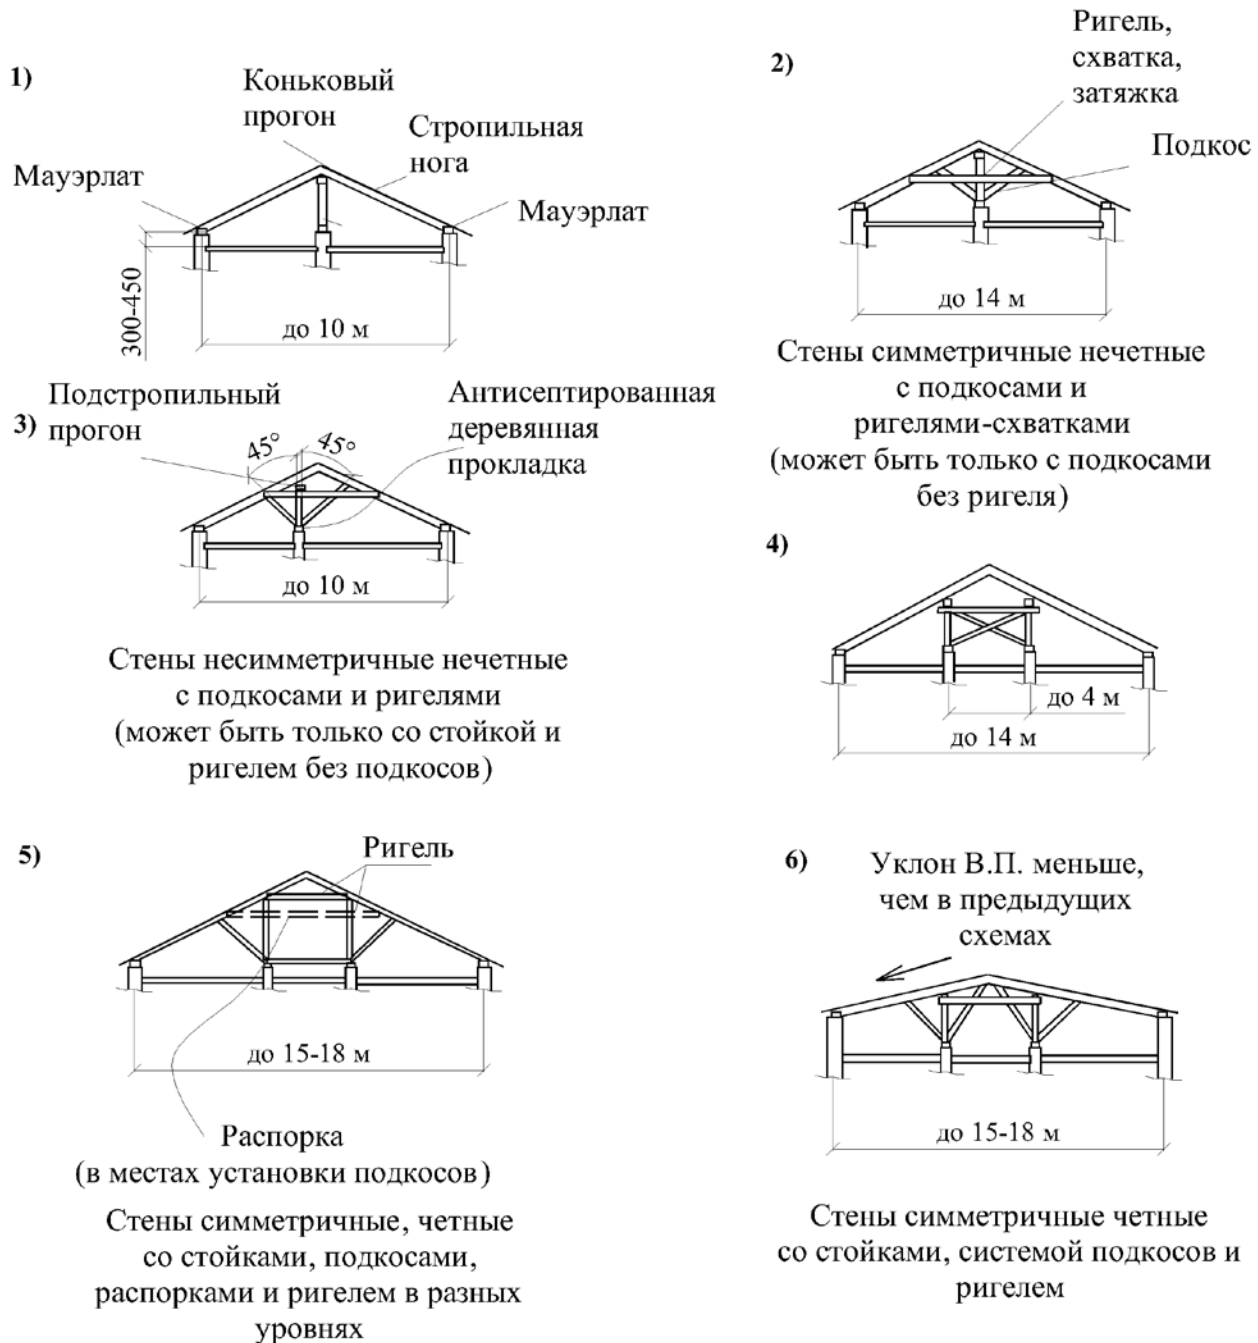 1)
Коньковый
прогон
Стропильная
нога
Мауэрлат
Мауэрлат
300-450
до 10 м
2)
Ригель,
схватка,
затяжка
Подкос
до 14 м
Стены симметричные нечетные
с подкосами и
ригелями-схватками
(может быть только с подкосами
без ригеля)
3)
Подстропильный
прогон
45°
45°
Антисептированная
деревянная
прокладка
до 10 м
Стены несимметричные нечетные
с подкосами и ригелями
(может быть только со стойкой и
ригелем без подкосов)
4)
до 4 м
до 14 м
5)
Ригель
до 15-18 м
Распорка
(в местах установки подкосов)
Стены симметричные, четные
со стойками, подкосами,
распорками и ригелем в разных
уровнях
6)
Уклон В.П. меньше,
чем в предыдущих
схемах
до 15-18 м
Стены симметричные четные
со стойками, системой подкосов и
ригелем